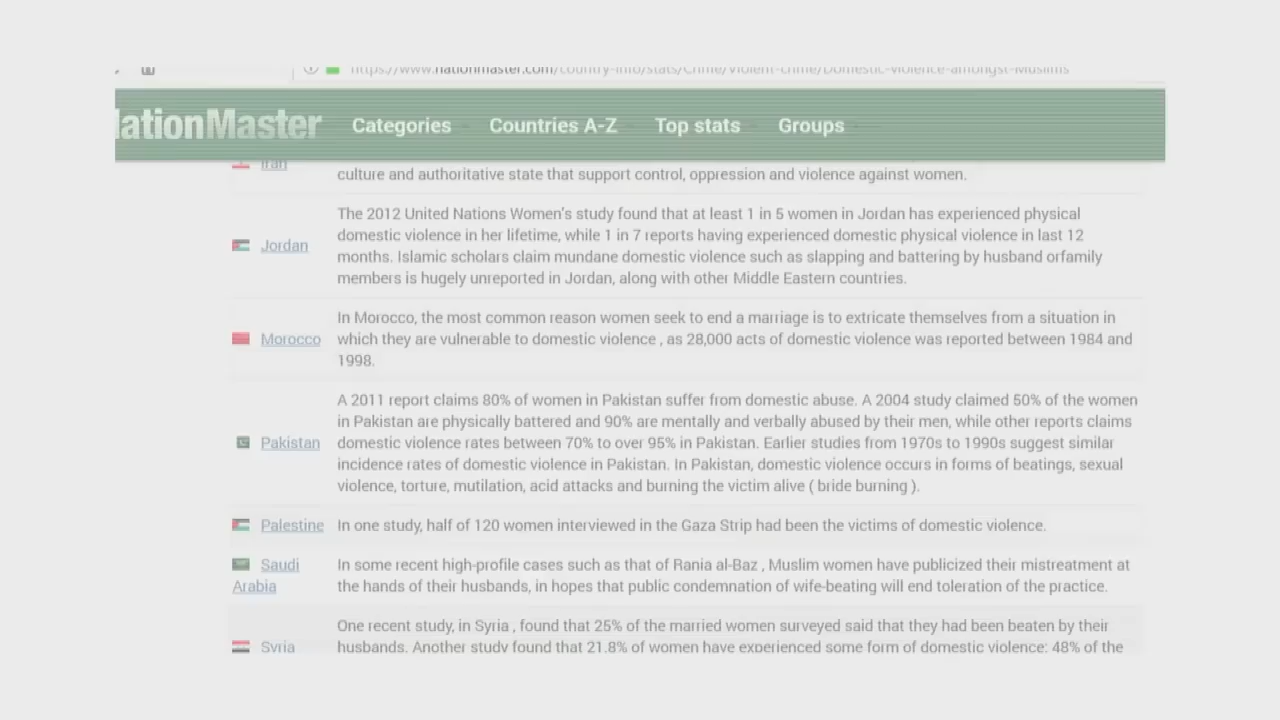 https://www.nationmaster.com/country-info/stats/Crime/Violent-crime/Domestic-violence-amongst-Muslims
NationMaster Categories Countries A-Z Top stats Groups
Iran
culture and authoritative state that support control, oppression and violence against women.
The 2012 United Nations Women's study found that at least 1 in 5 women in Jordan has experienced physical
Jordan domestic violence in her lifetime, while 1 in 7 reports having experienced domestic physical violence in last 12
months. Islamic scholars claim mundane domestic violence such as slapping and battering by husband orfamily
members is hugely unreported in Jordan, along with other Middle Eastern countries.
In Morocco, the most common reason women seek to end a marriage is to extricate themselves from a situation in
Morocco which they are vulnerable to domestic violence , as 28,000 acts of domestic violence was reported between 1984 and
1998.
A 2011 report claims 80% of women in Pakistan suffer from domestic abuse. A 2004 study claimed 50% of the women
in Pakistan are physically battered and 90% are mentally and verbally abused by their men, while other reports claims
Pakistan domestic violence rates between 70% to over 95% in Pakistan. Earlier studies from 1970s to 1990s suggest similar
incidence rates of domestic violence in Pakistan. In Pakistan, domestic violence occurs in forms of beatings, sexual
violence, torture, mutilation, acid attacks and burning the victim alive ( bride burning ).
Palestine In one study, half of 120 women interviewed in the Gaza Strip had been the victims of domestic violence.
Saudi In some recent high-profile cases such as that of Rania al-Baz , Muslim women have publicized their mistreatment at
Arabia the hands of their husbands, in hopes that public condemnation of wife-beating will end toleration of the practice.
One recent study, in Syria , found that 25% of the married women surveyed said that they had been beaten by their
Syria husbands. Another study found that 21.8% of women have experienced some form of domestic violence; 48% of the